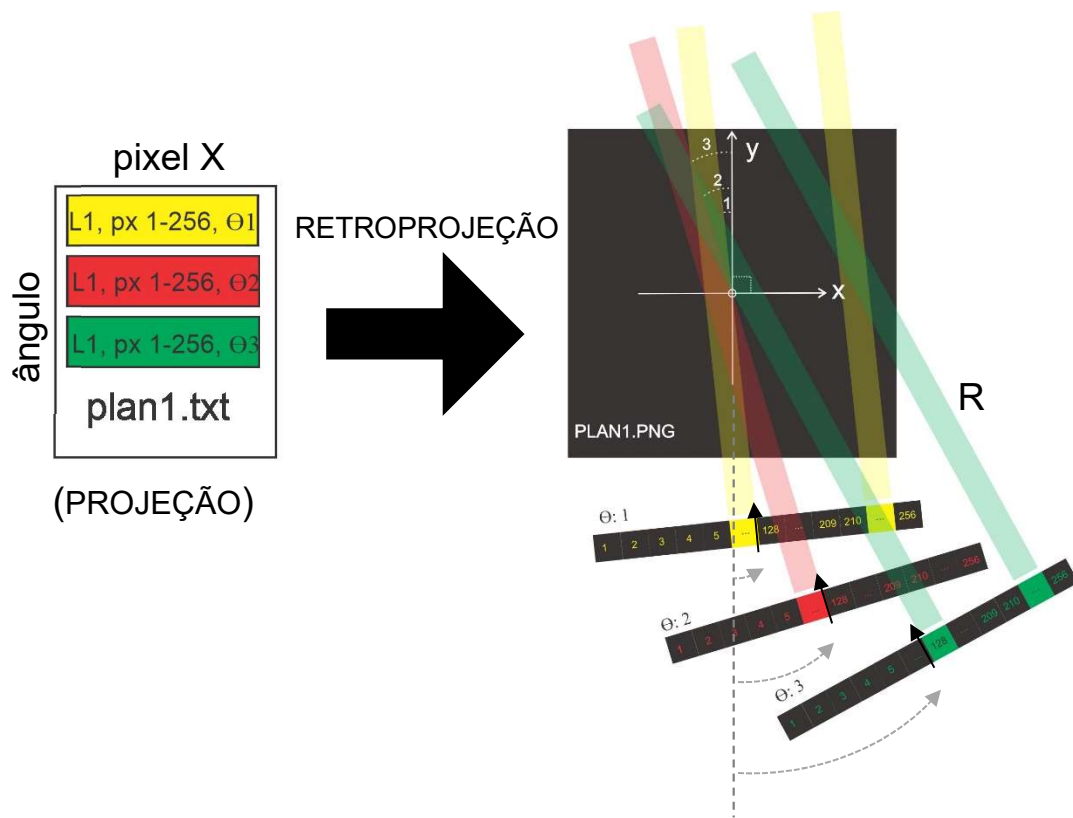 pixel X
ângulo
L1, px 1-256, Θ1
L1, px 1-256, Θ2
L1, px 1-256, Θ3
plan1.txt
(PROJEÇÃO)
RETROPROJEÇÃO
3
2
1
y
x
R
PLAN1.PNG
Θ: 1
1 2 3 4 5 ... 128 ... 209 210 ... 256
Θ: 2
1 2 3 4 5 ... 128 ... 209 210 ... 256
Θ: 3
1 2 3 4 5 ... 128 ... 209 210 ... 256